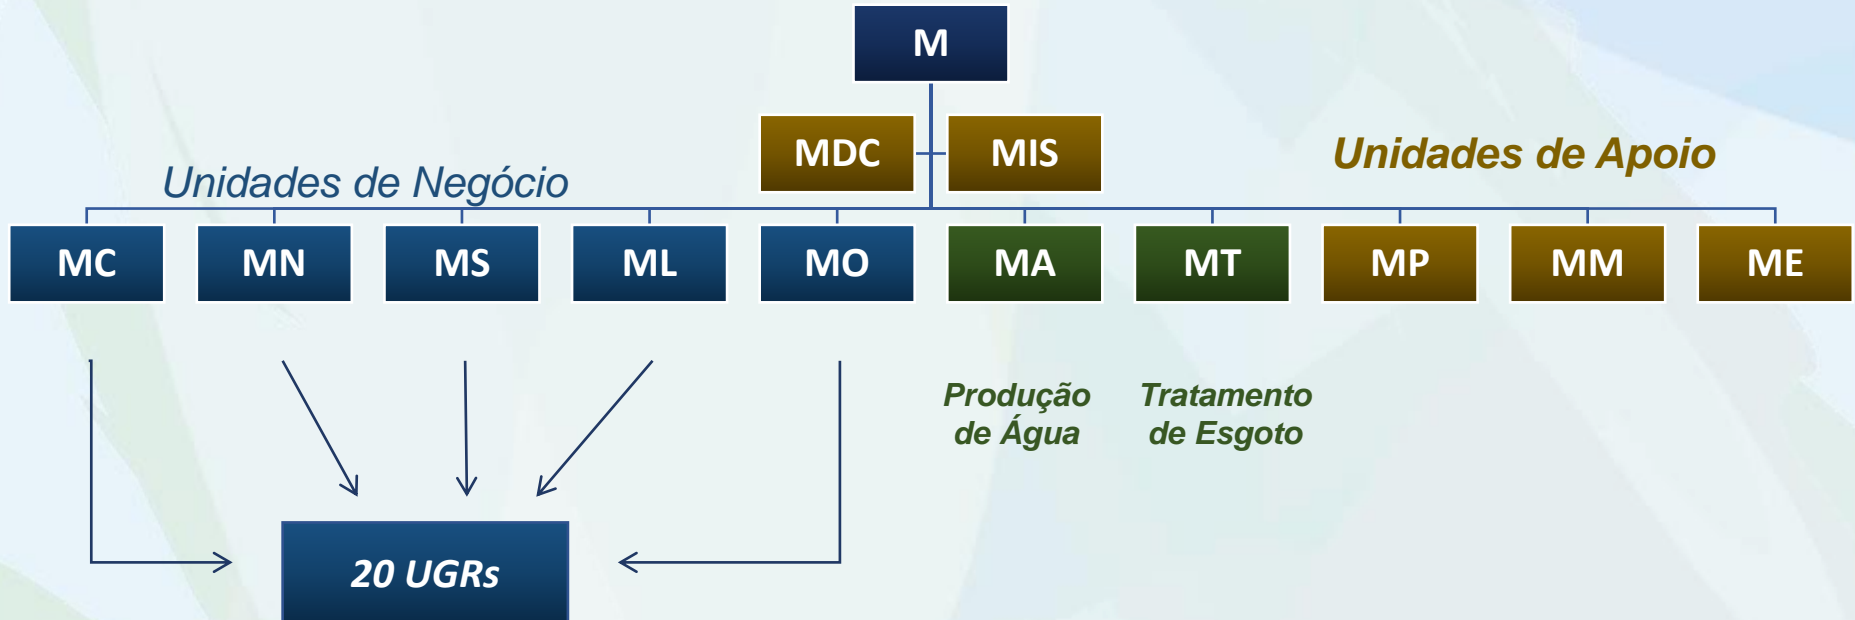 M
MDC
MIS
Unidades de Negócio
Unidades de Apoio
MC
MN
MS
ML
MO
MA
MT
MP
MM
ME
Produção
de Água
Tratamento
de Esgoto
20 UGRs